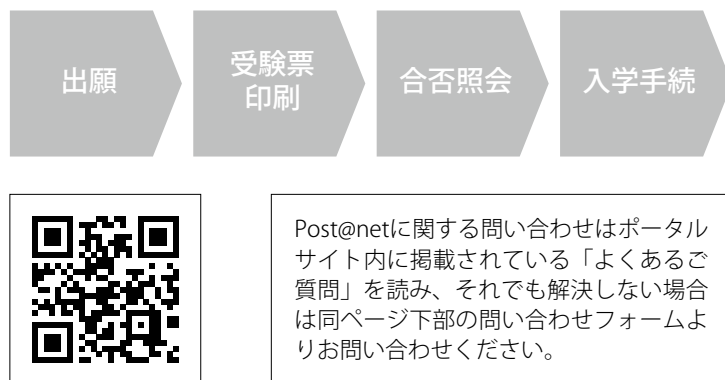 出願
受験票
印刷
合否照会
入学手続
Post@netに関する問い合わせはポータル
サイト内に掲載されている「よくあるご
質問」を読み、それでも解決しない場合
は同ページ下部の問い合わせフォームよ
りお問い合わせください。